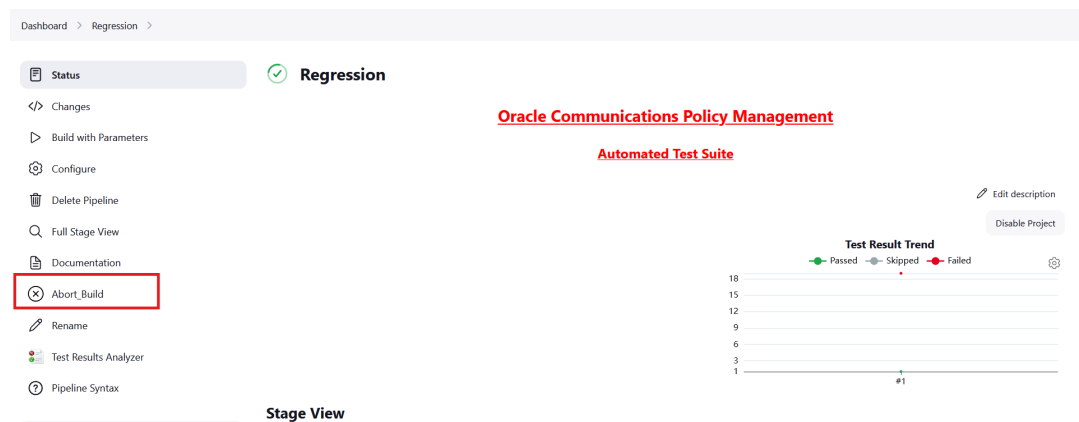 Dashboard > Regression >
Status
Changes
Build with Parameters
Configure
Delete Pipeline
Full Stage View
Documentation
Abort_Build
Rename
Test Results Analyzer
Pipeline Syntax
Regression
Oracle Communications Policy Management
Automated Test Suite
Edit description
Disable Project
Test Result Trend
Passed Skipped Failed
18
15
12
9
6
3
1
#1
Stage View